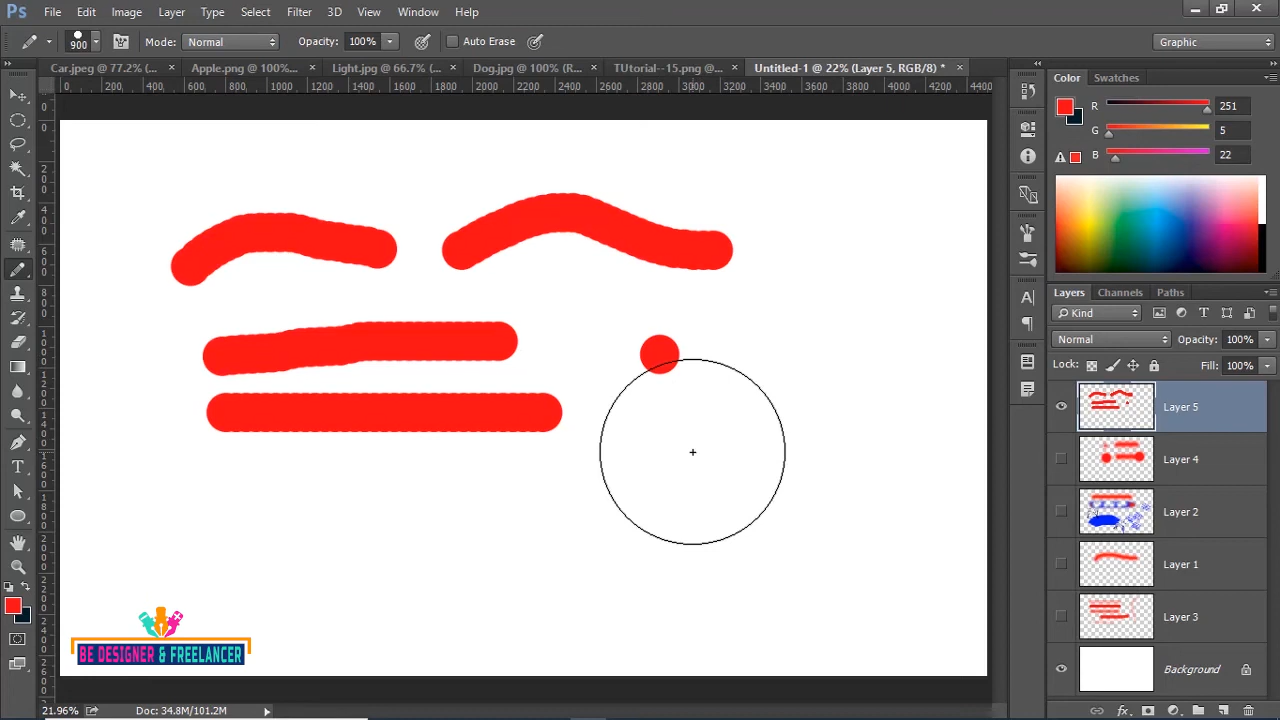 Ps File Edit Image Layer Type Select Filter 3D View Window Help
900 Mode: Normal Opacity: 100% Auto Erase Graphic
Car.jpeg @ 77.2% (... × Apple.png @ 100%... × Light.jpg @ 66.7% (... × Dog.jpg @ 100% (R... × TUtorial--15.png @... × Untitled-1 @ 22% (Layer 5, RGB/8) * ×
0 200 400 600 800 1000 1200 1400 1600 1800 2000 2200 2400 2600 2800 3000 3200 3400 3600 3800 4000 4200 4400
Color Swatches
R 251
G 5
B 22
Layers Channels Paths
Kind
Normal Opacity: 100%
Lock: Fill: 100%
Layer 5
Layer 4
Layer 2
Layer 1
Layer 3
Background
BE DESIGNER & FREELANCER
21.96% Doc: 34.8M/101.2M